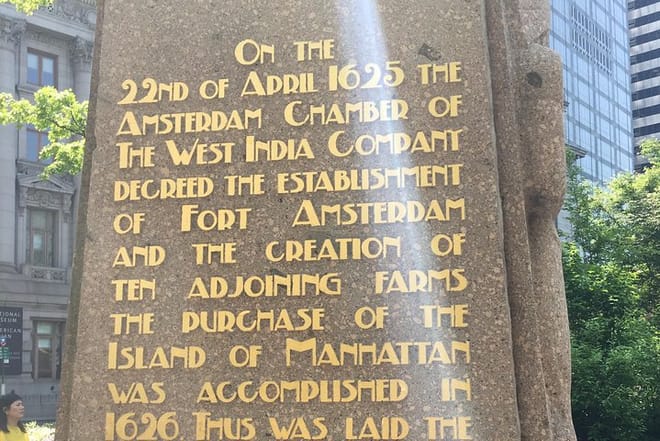 On the
22nd of April 1625 the
Amsterdam Chamber of
The West India Company
decreed the establishment
of Fort Amsterdam
and the creation of
ten adjoining farms
the purchase of the
Island of Manhattan
was accomplished in
1626. Thus was laid the